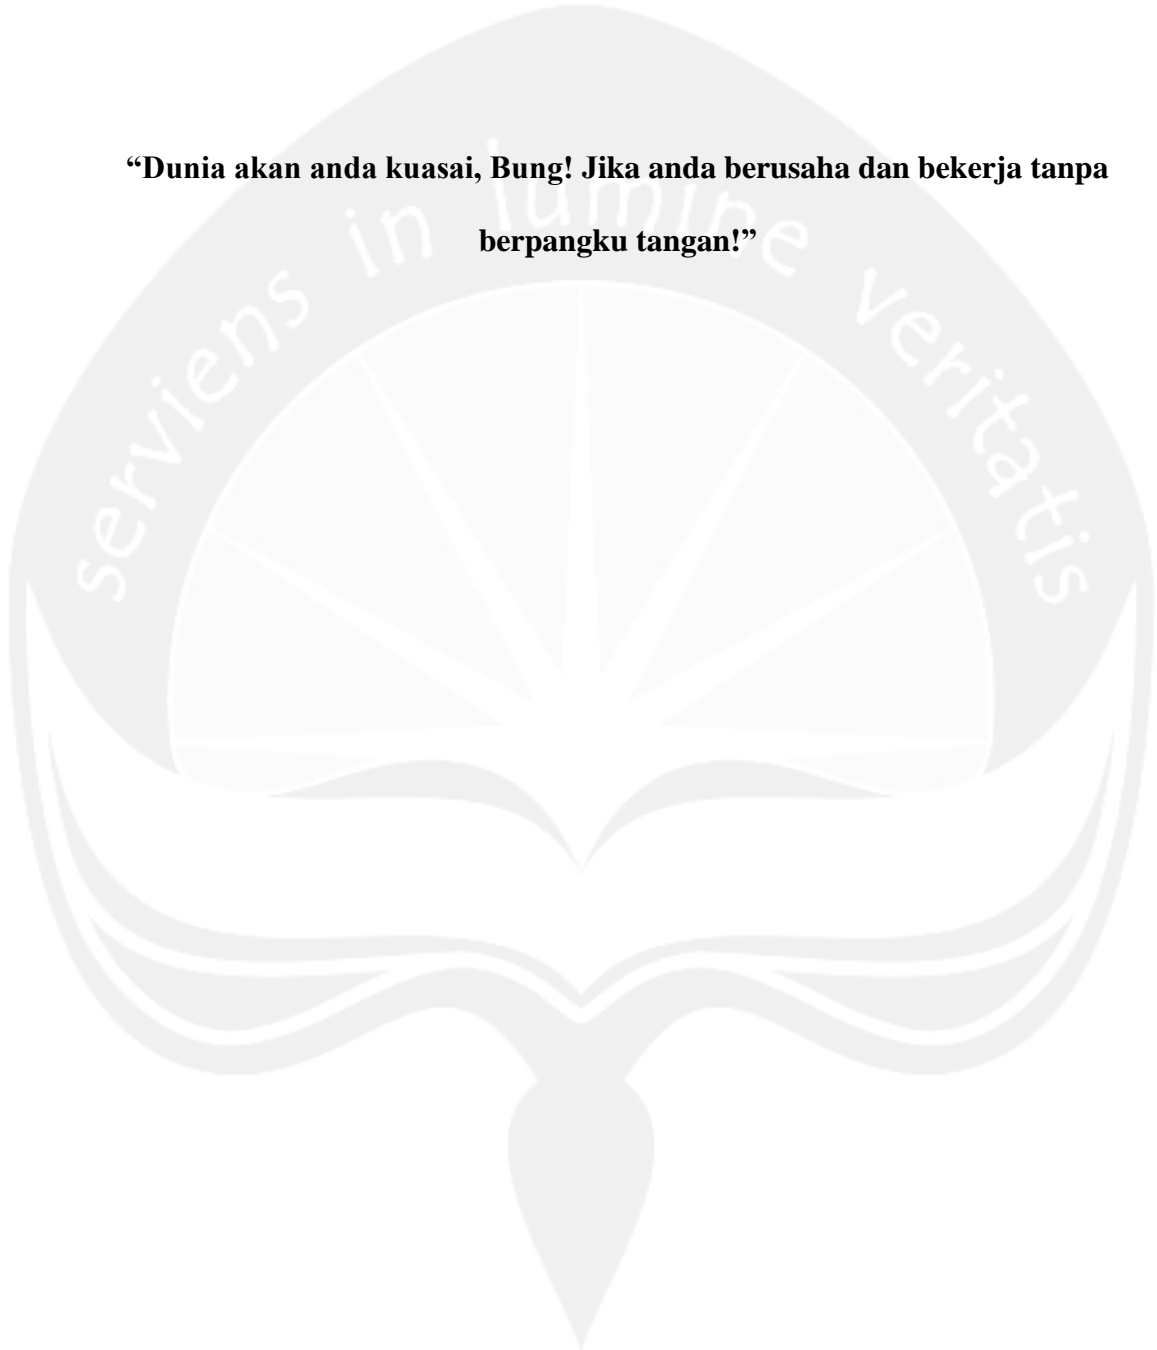 “Dunia akan anda kuasai, Bung! Jika anda berusaha dan bekerja tanpa
berpangku tangan!”
serviens in lumine veritatis